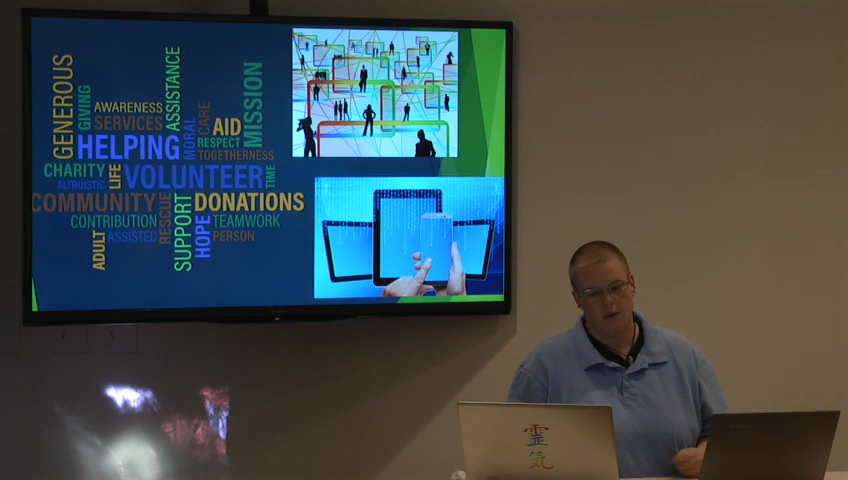 GENEROUS
GIVING
AWARENESS
SERVICES
ASSISTANCE
CARE
MORAL
AID
MISSION
HELPING
RESPECT
TOGETHERNESS
CHARITY
LIFE
ALTRUISTIC
VOLUNTEER
TIME
COMMUNITY
RESCUE
SUPPORT
DONATIONS
CONTRIBUTION
HOPE
TEAMWORK
ADULT
ASSISTED
PERSON
靈
気